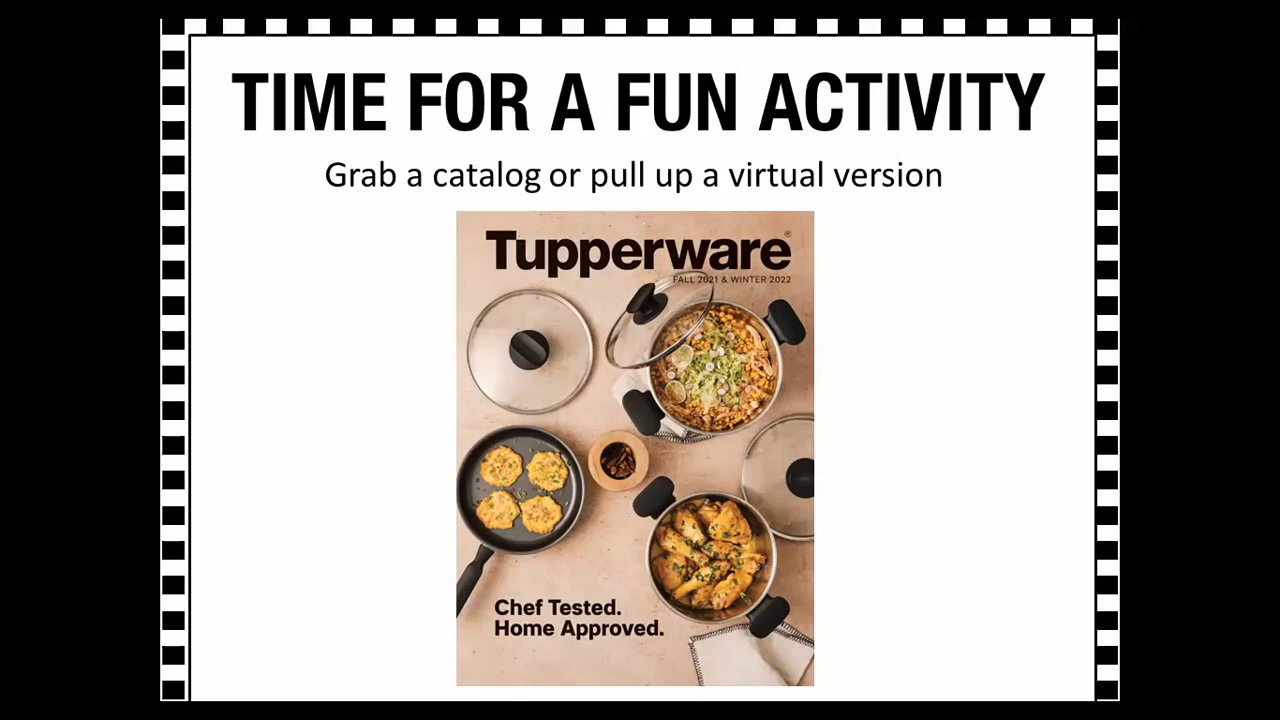 TIME FOR A FUN ACTIVITY
Grab a catalog or pull up a virtual version
Tupperware®
FALL 2021 & WINTER 2022
Chef Tested.
Home Approved.